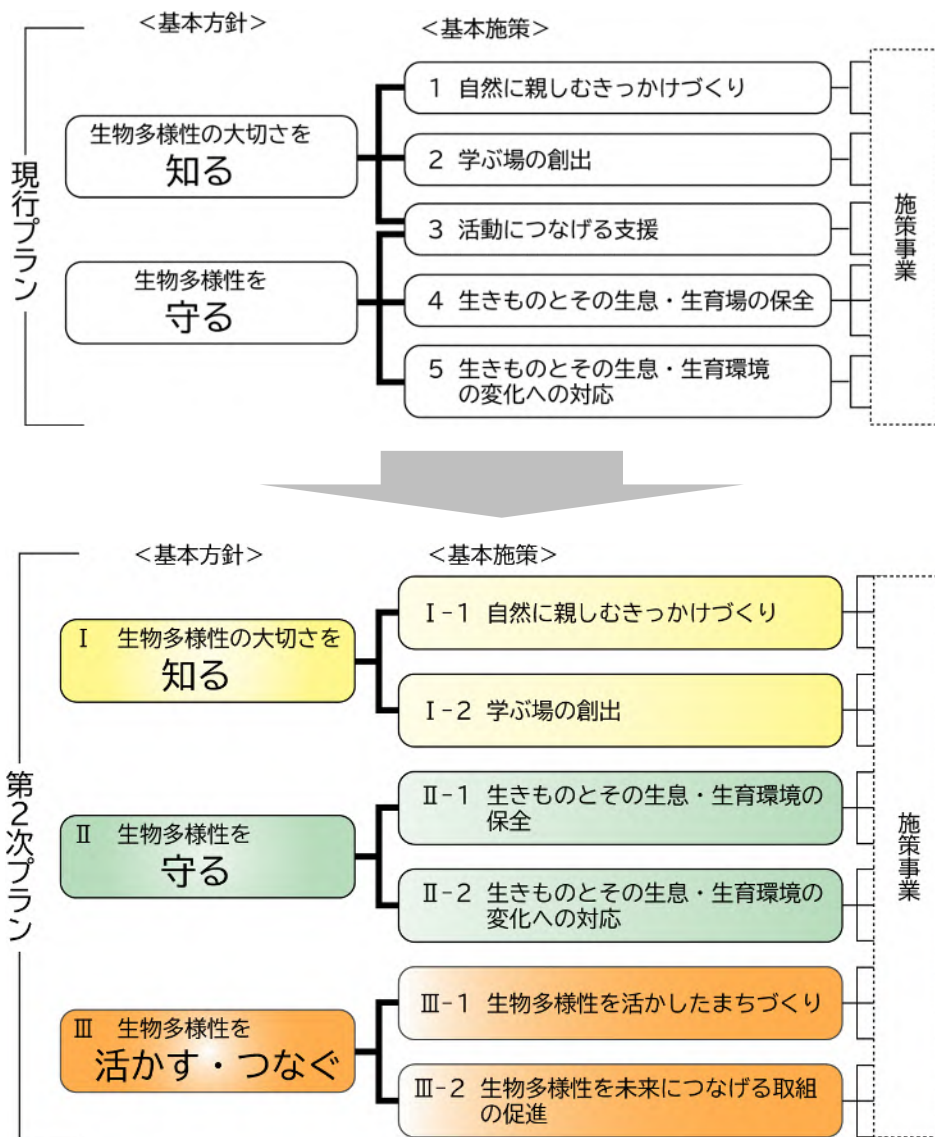 ＜基本方針＞
＜基本施策＞
現行プラン
生物多様性の大切さを
知る
生物多様性を
守る
1 自然に親しむきっかけづくり
2 学ぶ場の創出
3 活動につなげる支援
4 生きものとその生息・生育場の保全
5 生きものとその生息・生育環境
の変化への対応
施策事業
＜基本方針＞
＜基本施策＞
第2次プラン
Ⅰ 生物多様性の大切さを
知る
Ⅰ-1 自然に親しむきっかけづくり
Ⅰ-2 学ぶ場の創出
Ⅱ 生物多様性を
守る
Ⅱ-1 生きものとその生息・生育環境の
保全
Ⅱ-2 生きものとその生息・生育環境の
変化への対応
Ⅲ 生物多様性を
活かす・つなぐ
Ⅲ-1 生物多様性を活かしたまちづくり
Ⅲ-2 生物多様性を未来につなげる取組
の促進
施策事業